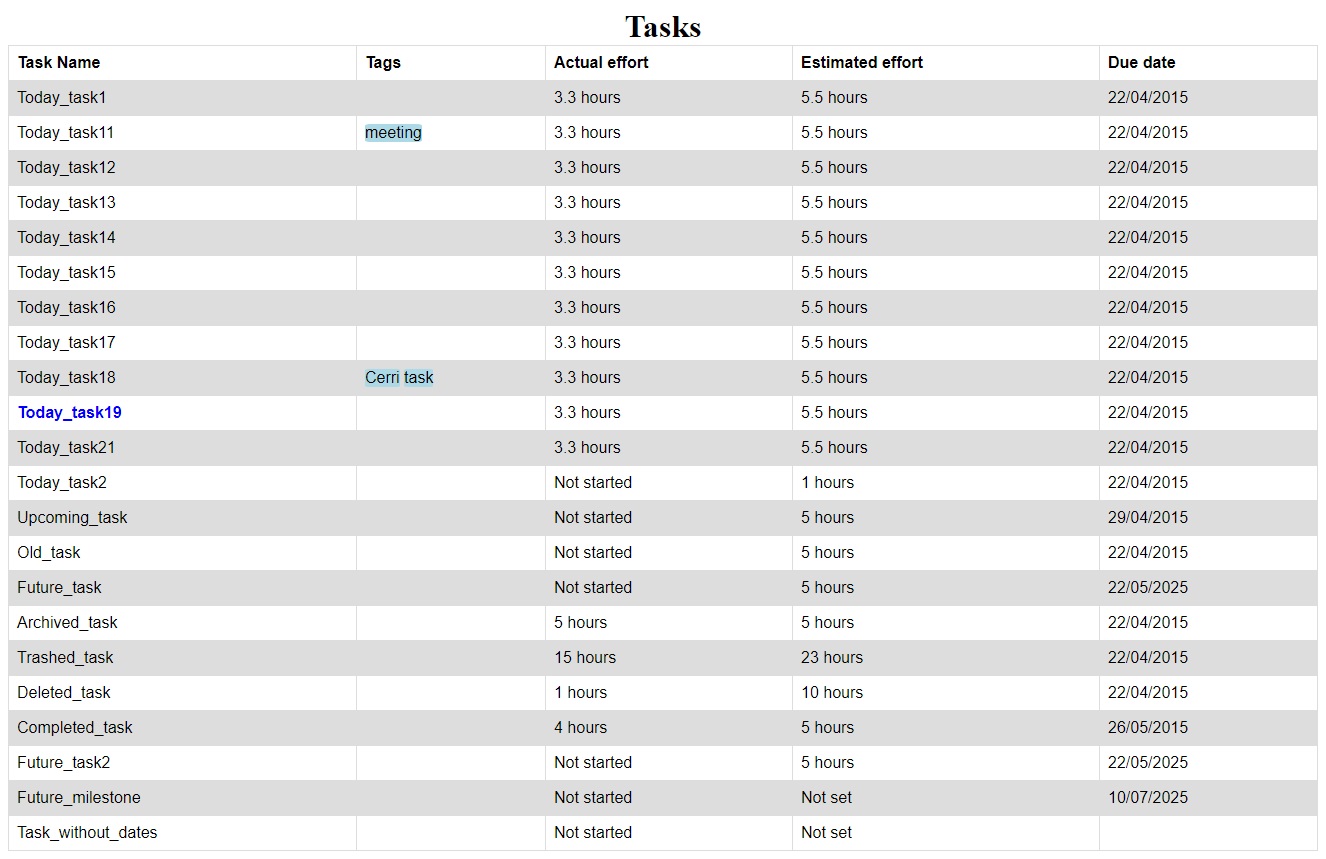 Tasks
Task Name Tags Actual effort Estimated effort Due date
Today_task1 3.3 hours 5.5 hours 22/04/2015
Today_task11 meeting 3.3 hours 5.5 hours 22/04/2015
Today_task12 3.3 hours 5.5 hours 22/04/2015
Today_task13 3.3 hours 5.5 hours 22/04/2015
Today_task14 3.3 hours 5.5 hours 22/04/2015
Today_task15 3.3 hours 5.5 hours 22/04/2015
Today_task16 3.3 hours 5.5 hours 22/04/2015
Today_task17 3.3 hours 5.5 hours 22/04/2015
Today_task18 Cerri task 3.3 hours 5.5 hours 22/04/2015
Today_task19 3.3 hours 5.5 hours 22/04/2015
Today_task21 3.3 hours 5.5 hours 22/04/2015
Today_task2 Not started 1 hours 22/04/2015
Upcoming_task Not started 5 hours 29/04/2015
Old_task Not started 5 hours 22/04/2015
Future_task Not started 5 hours 22/05/2025
Archived_task 5 hours 5 hours 22/04/2015
Trashed_task 15 hours 23 hours 22/04/2015
Deleted_task 1 hours 10 hours 22/04/2015
Completed_task 4 hours 5 hours 26/05/2015
Future_task2 Not started 5 hours 22/05/2025
Future_milestone Not started Not set 10/07/2025
Task_without_dates Not started Not set